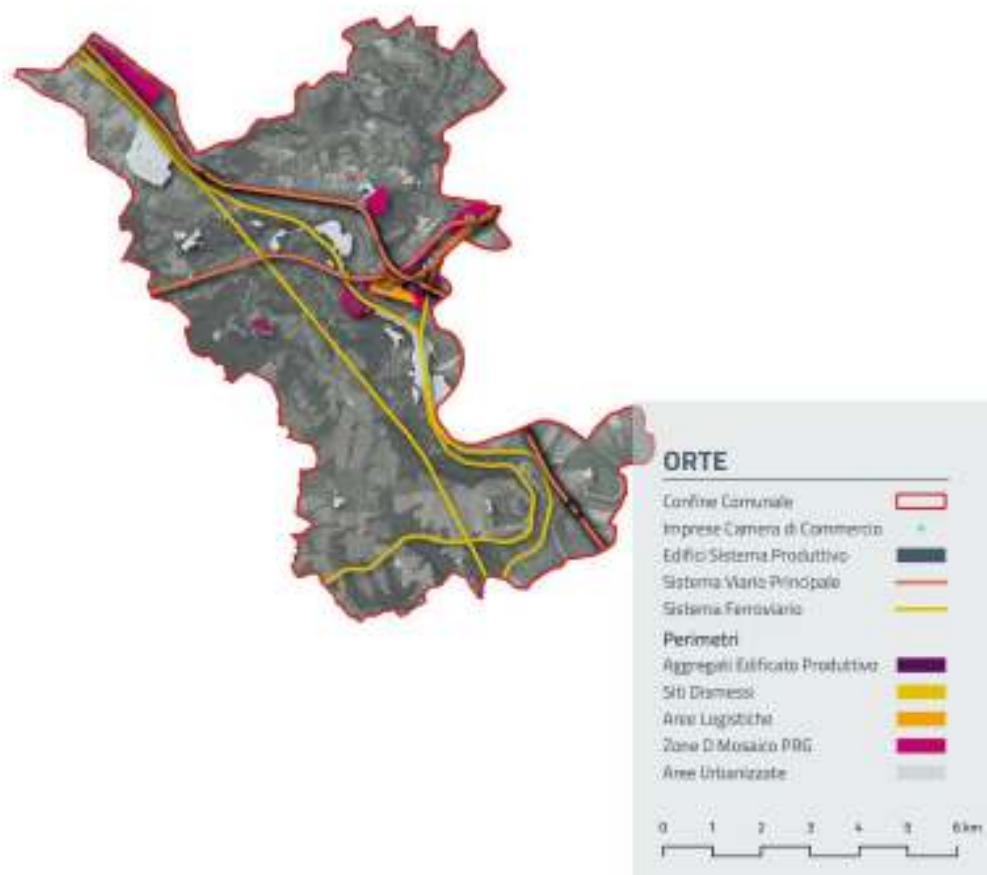 ORTE
Confine Comunale
Imprese Camera di Commercio
Edifici Sistema Produttivo
Sistema Viario Principale
Sistema Ferroviario
Perimetri
Aggregati Edificato Produttivo
Siti Dismessi
Aree Logistiche
Zone D Mosaico PRG
Aree Urbanizzate
0 1 2 3 4 5 6 km